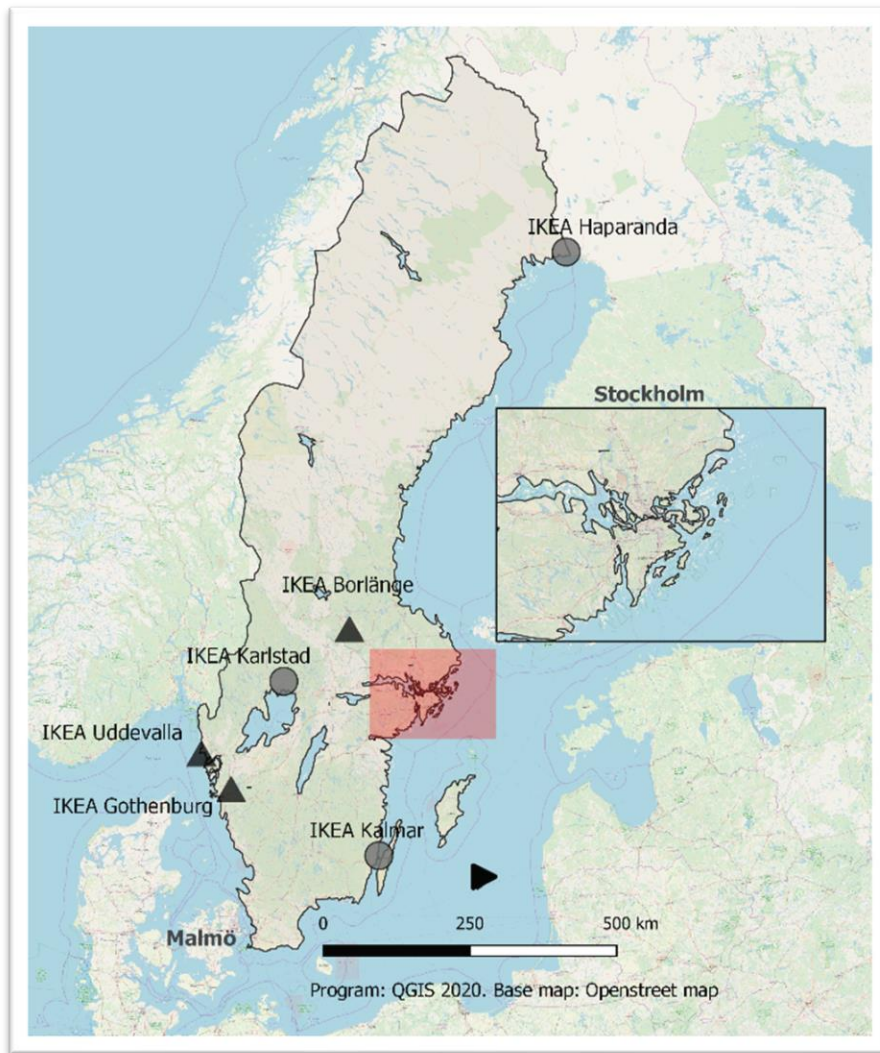 IKEA Haparanda
Stockholm
IKEA Borlänge
IKEA Karlstad
IKEA Uddevalla
IKEA Gothenburg
IKEA Kalmar
Malmö
0 250 500 km
Program: QGIS 2020. Base map: Openstreet map